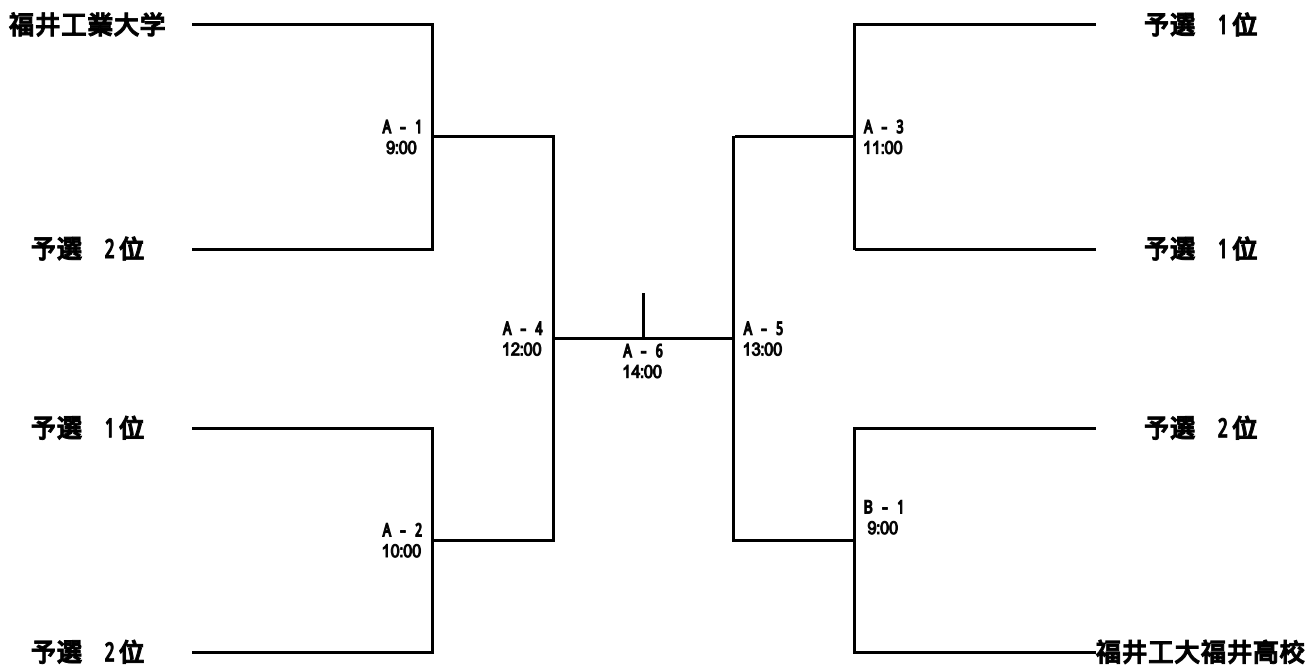 福井工業大学
予選 1位
A - 1
9:00
A - 3
11:00
予選 2位
予選 1位
A - 4
12:00
A - 6
14:00
A - 5
13:00
予選 1位
予選 2位
A - 2
10:00
B - 1
9:00
予選 2位
福井工大福井高校